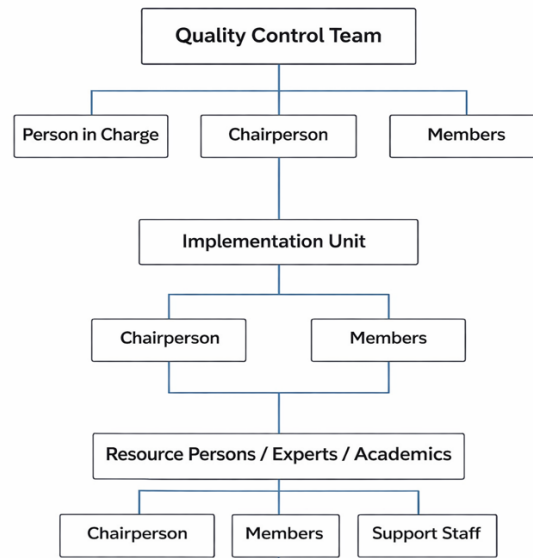 Quality Control Team
Person in Charge
Chairperson
Members
Implementation Unit
Chairperson
Members
Resource Persons / Experts / Academics
Chairperson
Members
Support Staff